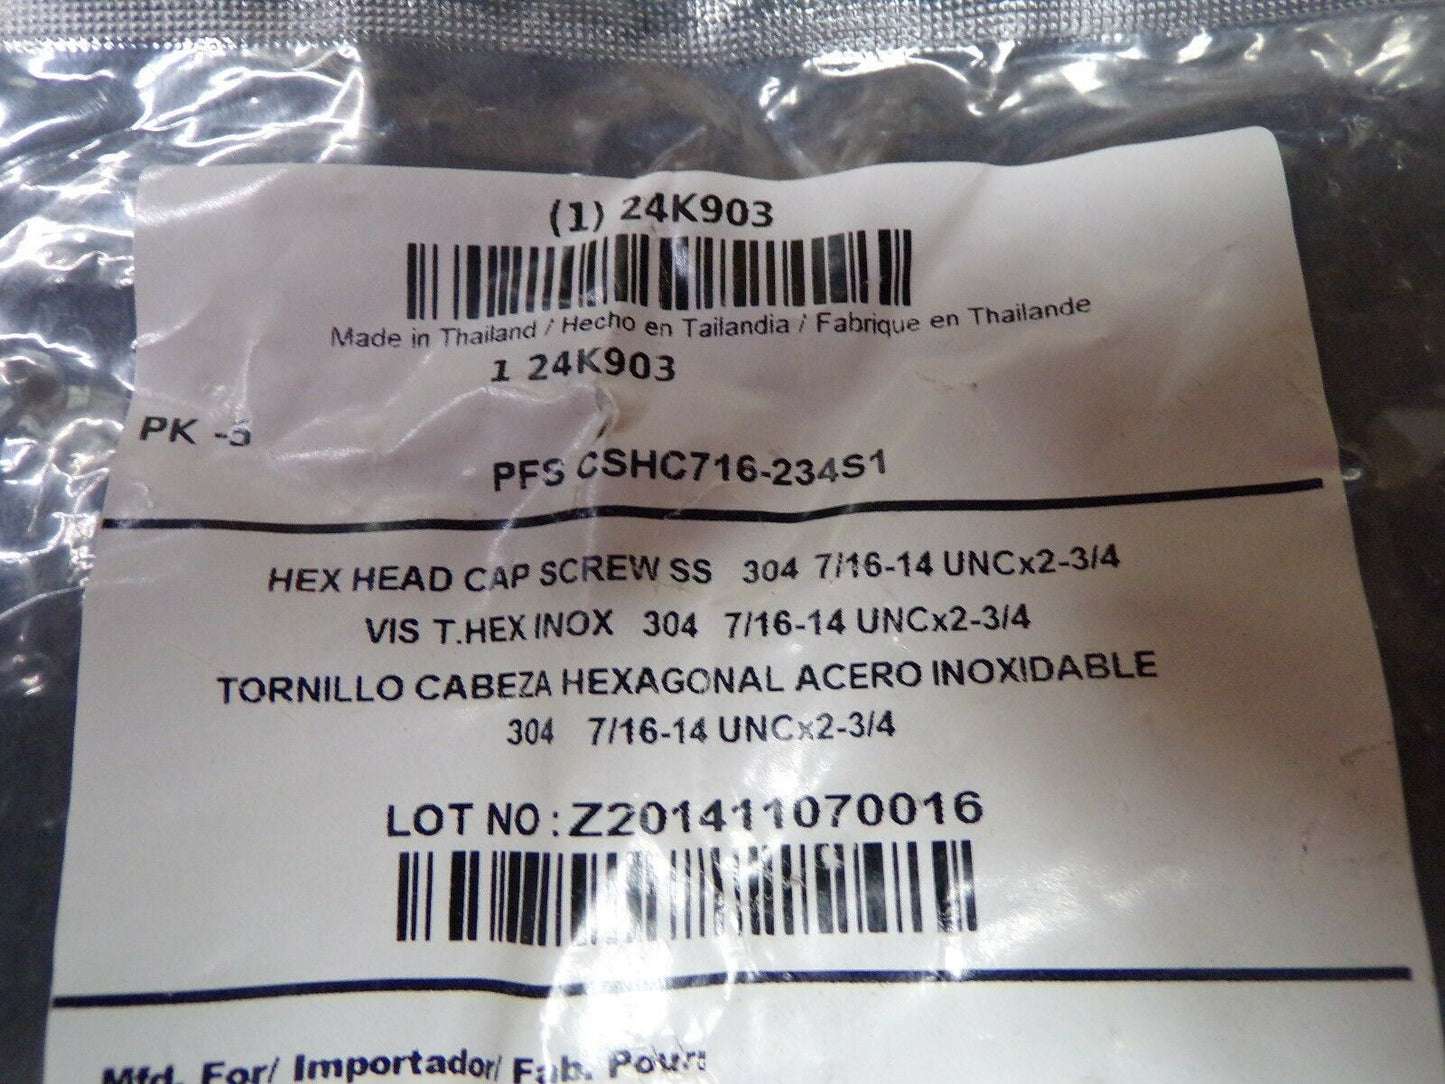 (1) 24K903
Made in Thailand / Hecho en Tailandia / Fabrique en Thailande
1 24K903
PK -5
PFS CSHC716-234S1
HEX HEAD CAP SCREW SS 304 7/16-14 UNCx2-3/4
VIS T.HEX INOX 304 7/16-14 UNCx2-3/4
TORNILLO CABEZA HEXAGONAL ACERO INOXIDABLE
304 7/16-14 UNCx2-3/4
LOT NO : Z201411070016
Mfd. For/ Importador/ Fab. Pour: